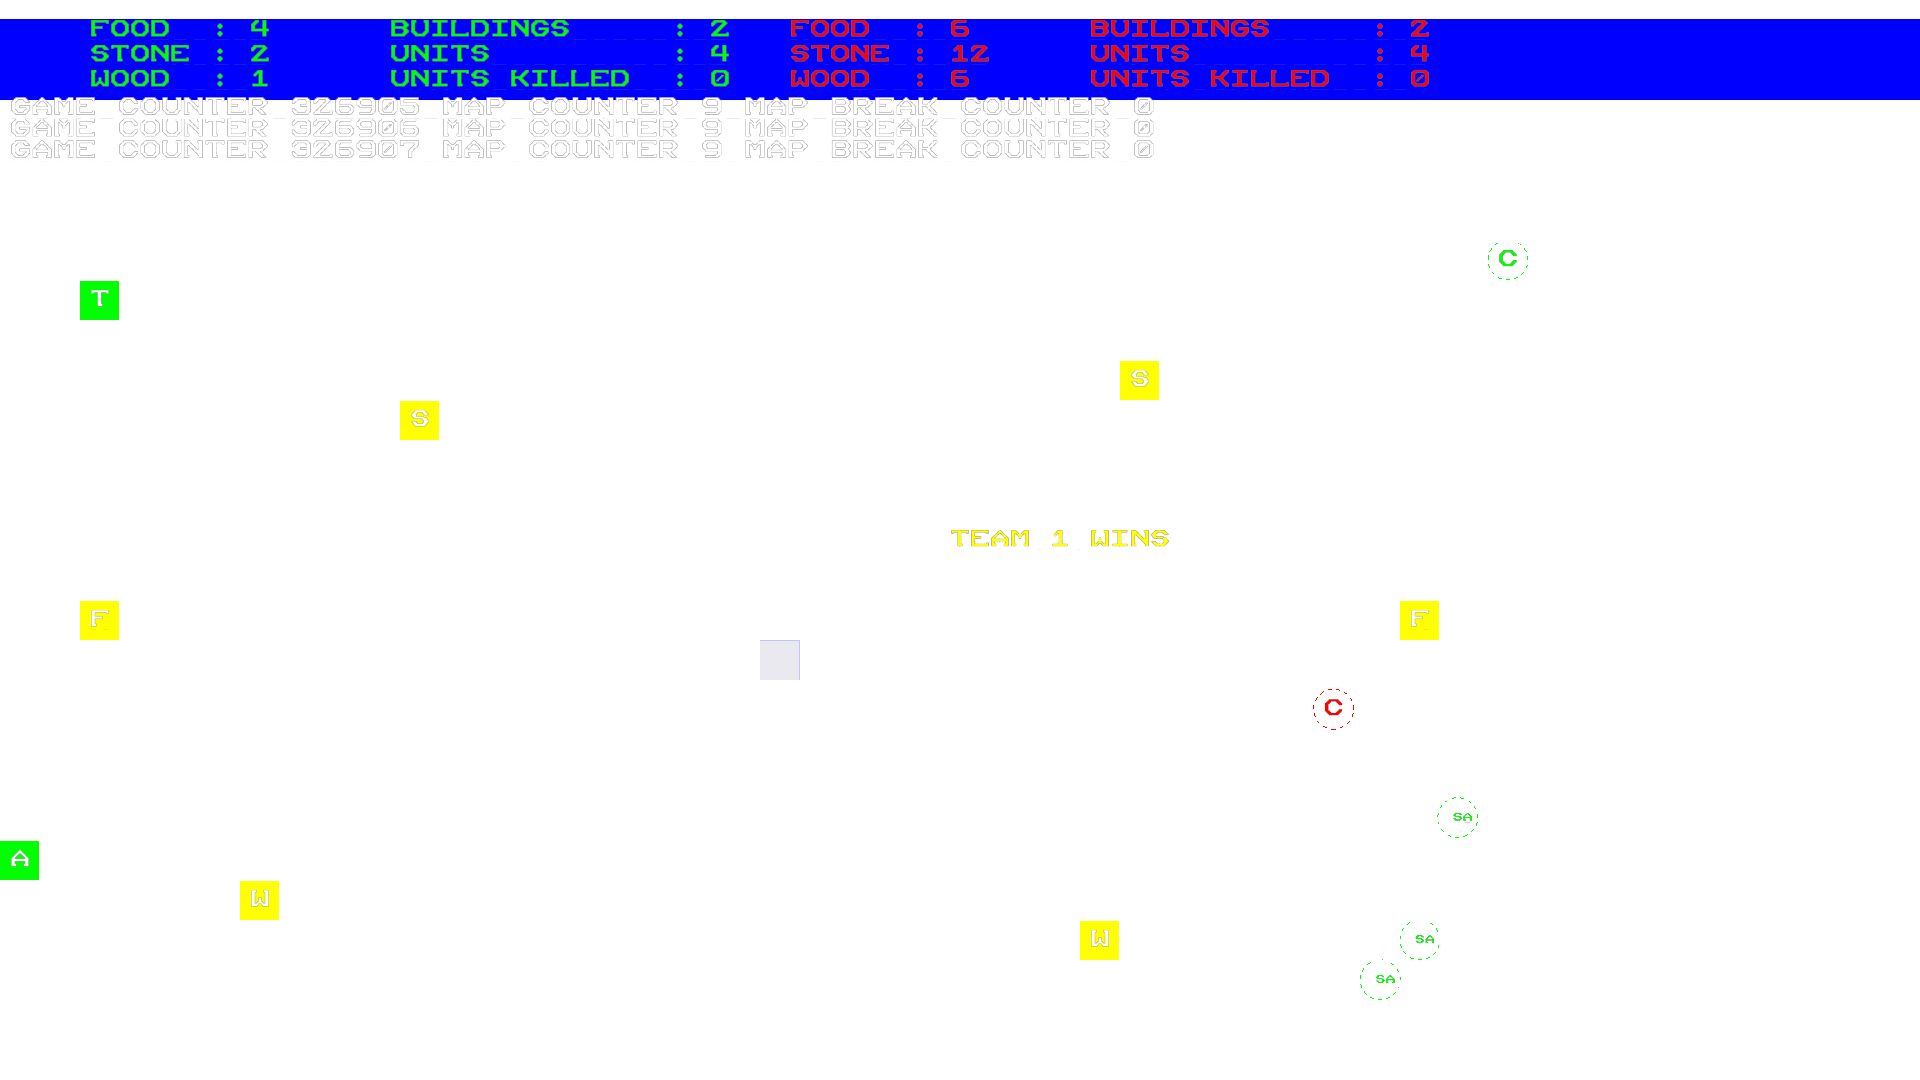 FOOD : 4 BUILDINGS : 2 FOOD : 6 BUILDINGS : 2
STONE : 2 UNITS : 4 STONE : 12 UNITS : 4
WOOD : 1 UNITS KILLED : 0 WOOD : 6 UNITS KILLED : 0
GAME COUNTER 326905 MAP COUNTER 9 MAP BREAK COUNTER 0
GAME COUNTER 326906 MAP COUNTER 9 MAP BREAK COUNTER 0
GAME COUNTER 326907 MAP COUNTER 9 MAP BREAK COUNTER 0
C
T
S
S
TEAM 1 WINS
F
F
C
SA
A
W
W
SA
SA